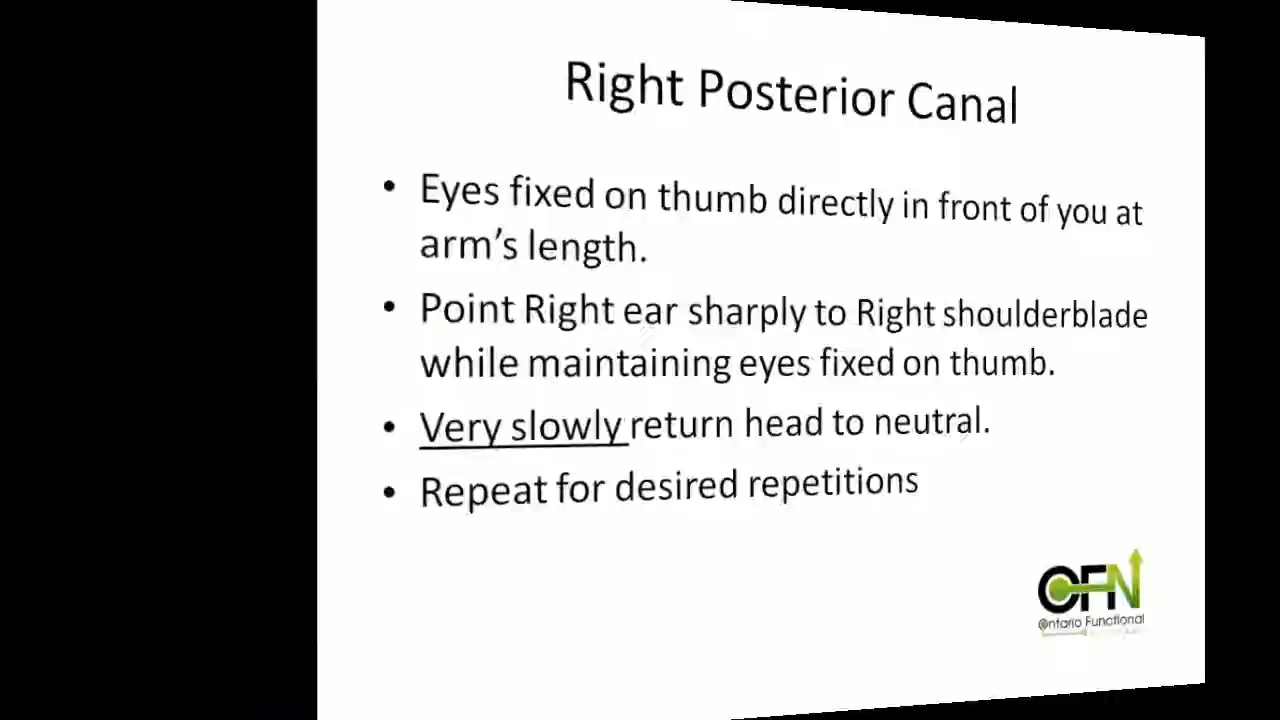 Right Posterior Canal
• Eyes fixed on thumb directly in front of you at
arm's length.
• Point Right ear sharply to Right shoulderblade
while maintaining eyes fixed on thumb.
• Very slowly return head to neutral.
• Repeat for desired repetitions
OFN
Ontario Functional